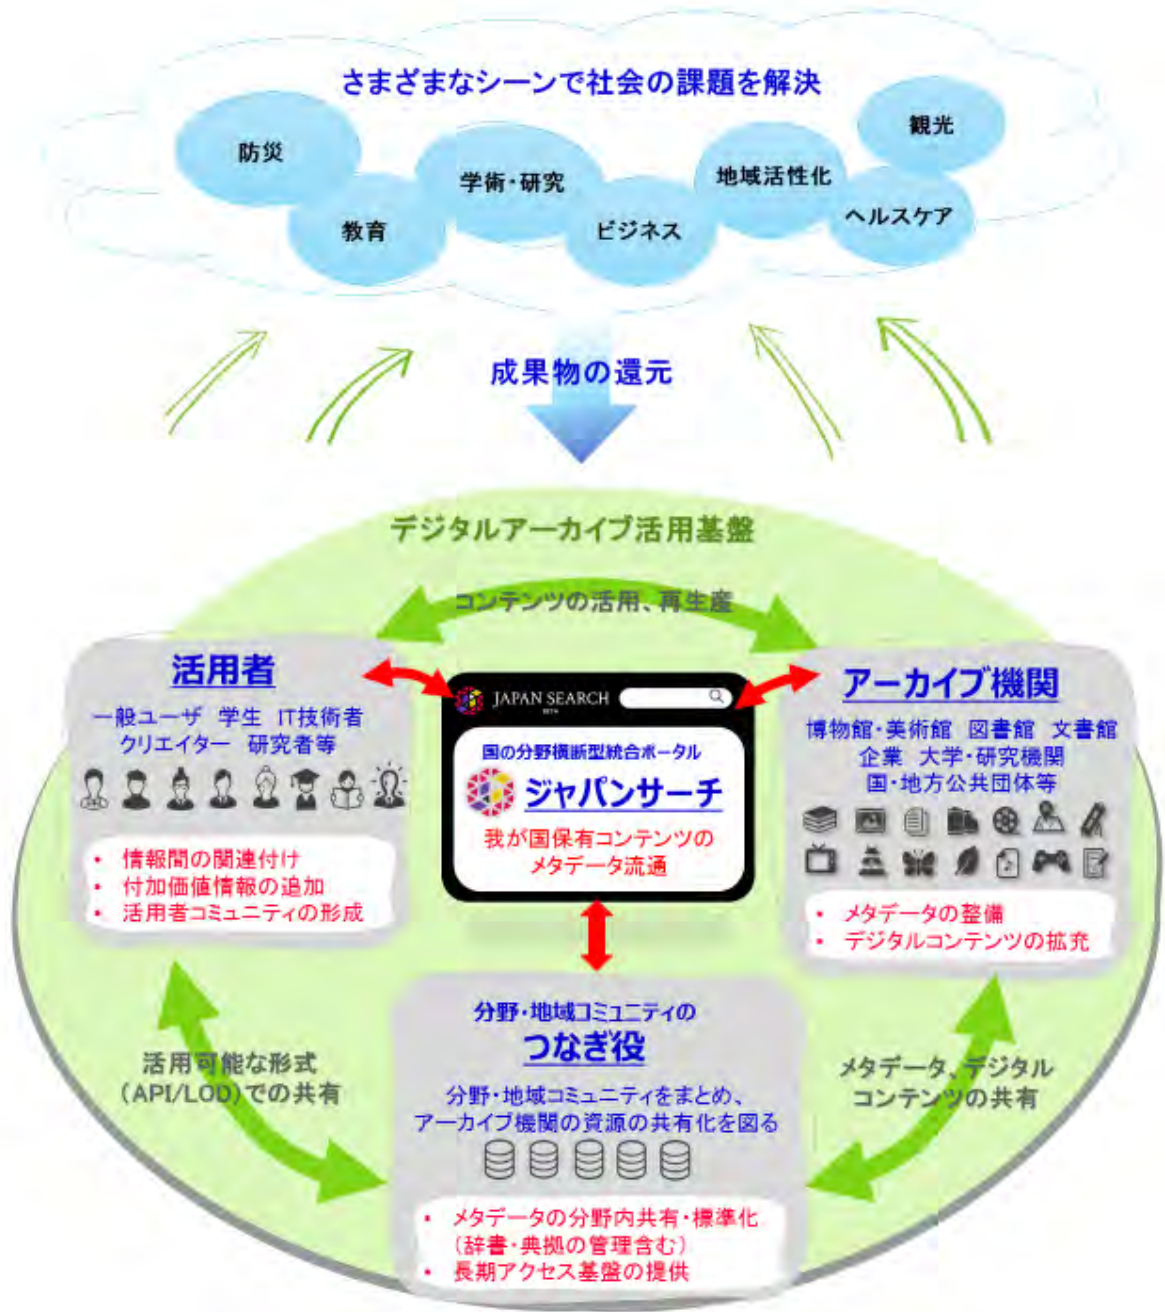 さまざまなシーンで社会の課題を解決
防災
教育
学術・研究
ビジネス
地域活性化
観光
ヘルスケア
成果物の還元
デジタルアーカイブ活用基盤
コンテンツの活用、再生産
活用者
一般ユーザ 学生 IT技術者
クリエイター 研究者等
・ 情報間の関連付け
・ 付加価値情報の追加
・ 活用者コミュニティの形成
JAPAN SEARCH
BETA
国の分野横断型統合ポータル
ジャパンサーチ
我が国保有コンテンツの
メタデータ流通
アーカイブ機関
博物館・美術館 図書館 文書館
企業 大学・研究機関
国・地方公共団体等
・ メタデータの整備
・ デジタルコンテンツの拡充
活用可能な形式
(API/LOD)での共有
分野・地域コミュニティの
つなぎ役
分野・地域コミュニティをまとめ、
アーカイブ機関の資源の共有化を図る
・ メタデータの分野内共有・標準化
(辞書・典拠の管理含む)
・ 長期アクセス基盤の提供
メタデータ、デジタル
コンテンツの共有